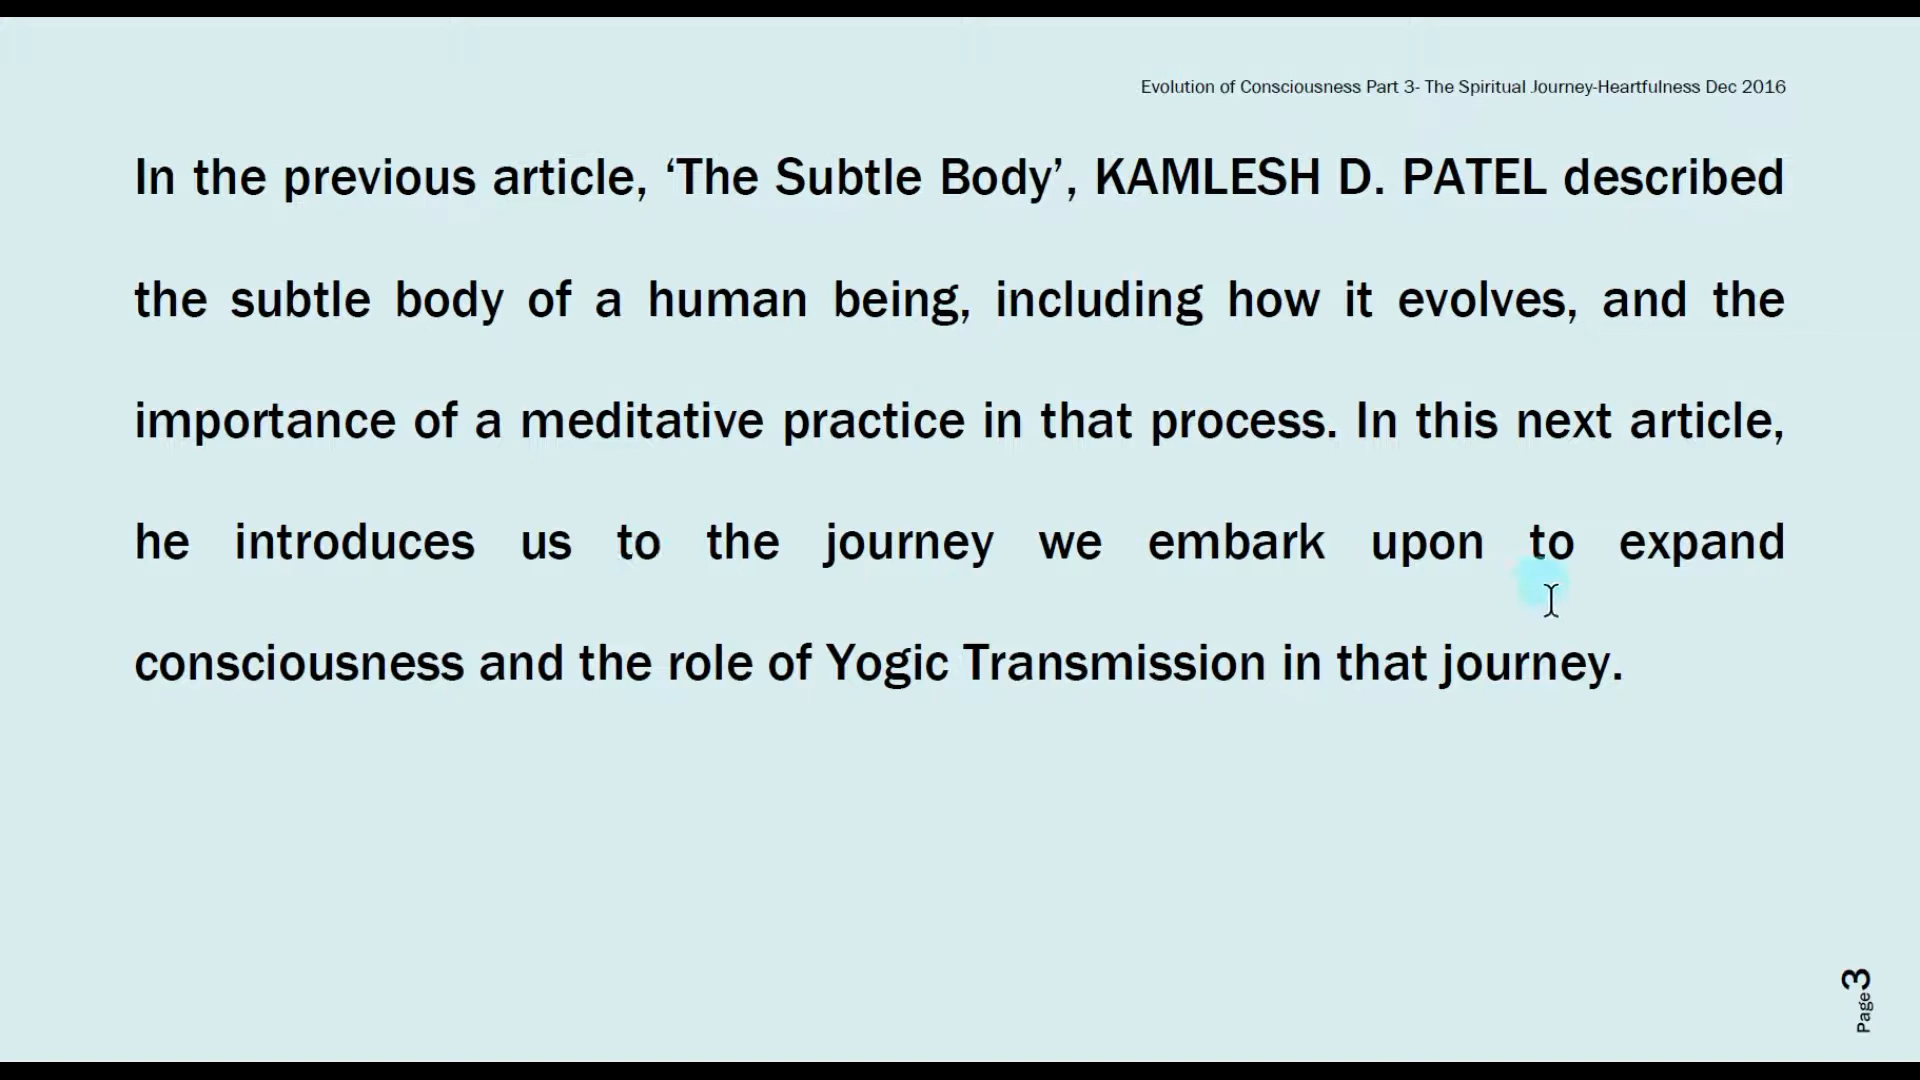 Evolution of Consciousness Part 3- The Spiritual Journey-Heartfulness Dec 2016
In the previous article, ‘The Subtle Body’, KAMLESH D. PATEL described
the subtle body of a human being, including how it evolves, and the
importance of a meditative practice in that process. In this next article,
he introduces us to the journey we embark upon to expand
consciousness and the role of Yogic Transmission in that journey.
Page 3